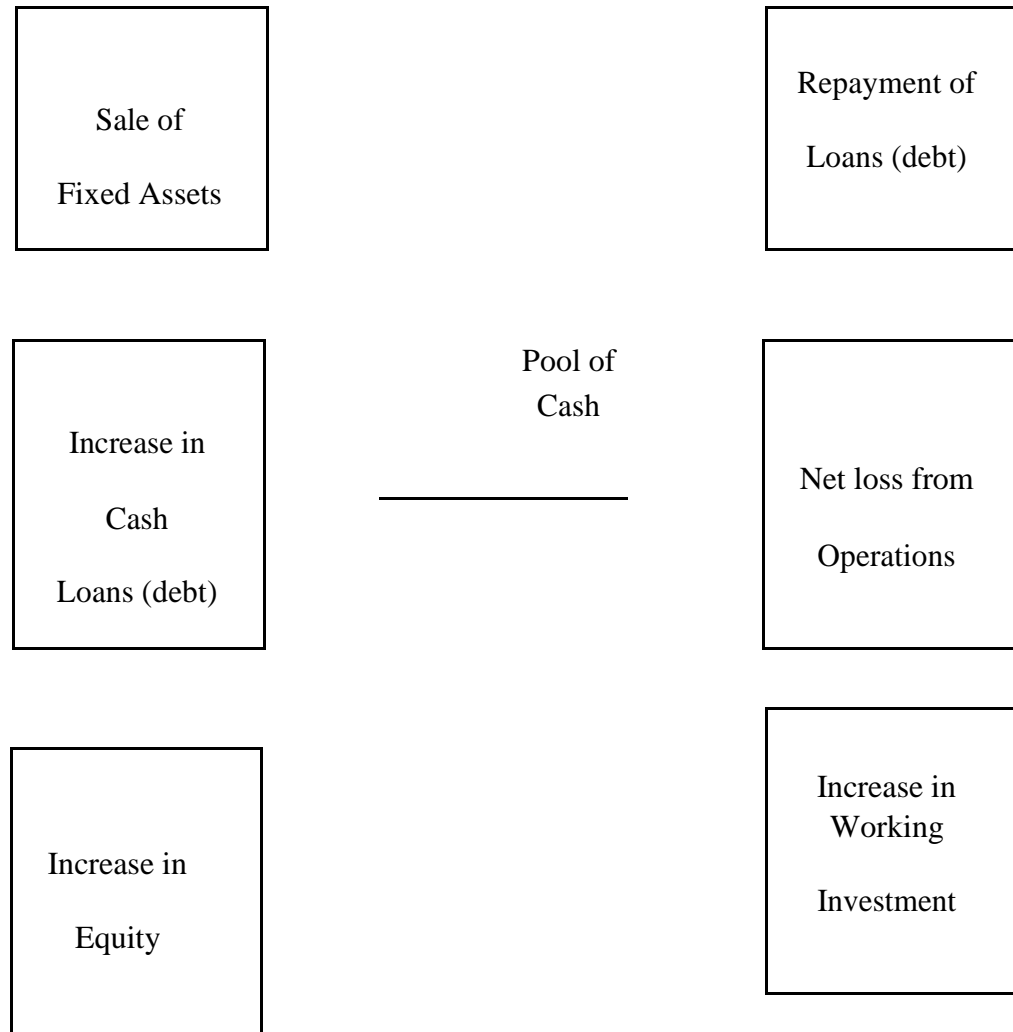 Sale of
Fixed Assets
Repayment of
Loans (debt)
Increase in
Cash
Loans (debt)
Pool of
Cash
Net loss from
Operations
Increase in
Equity
Increase in
Working
Investment